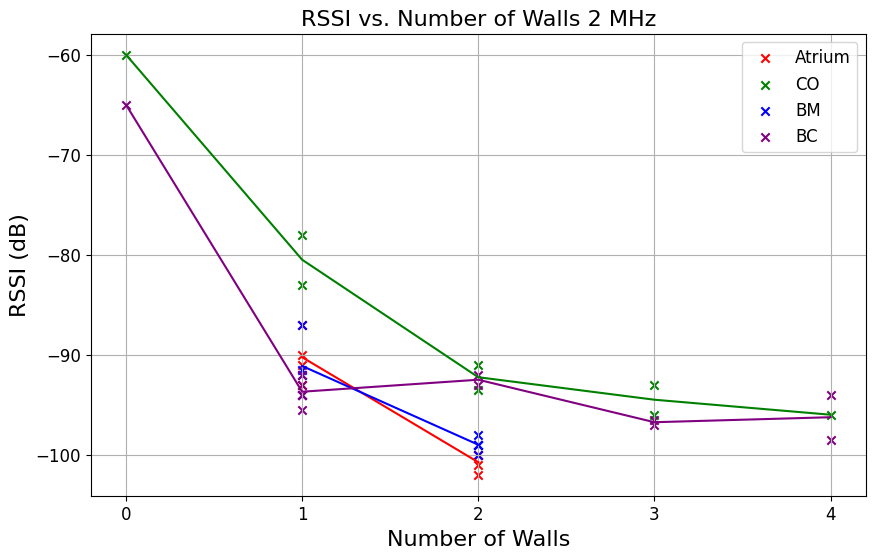 RSSI vs. Number of Walls 2 MHz
Atrium
CO
BM
BC
RSSI (dB)
−60
−70
−80
−90
−100
0 1 2 3 4
Number of Walls